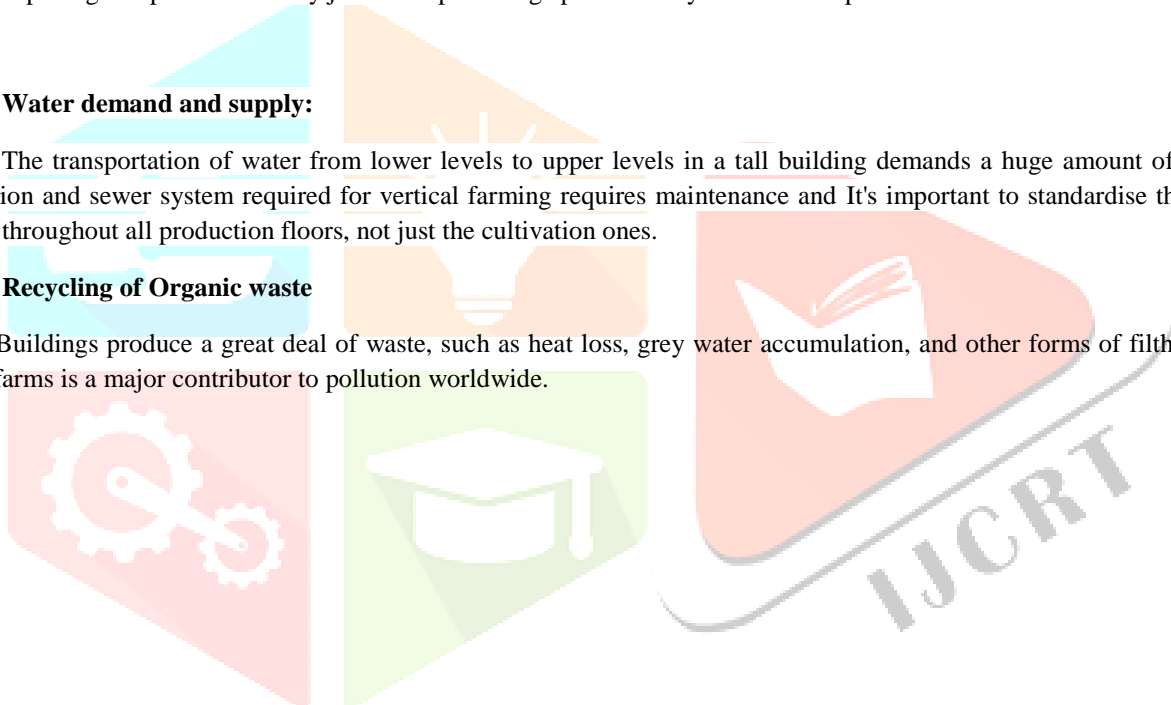 Water demand and supply:
The transportation of water from lower levels to upper levels in a tall building demands a huge amount of
ion and sewer system required for vertical farming requires maintenance and It's important to standardise th
throughout all production floors, not just the cultivation ones.
Recycling of Organic waste
Buildings produce a great deal of waste, such as heat loss, grey water accumulation, and other forms of filth
farms is a major contributor to pollution worldwide.
IJCRT